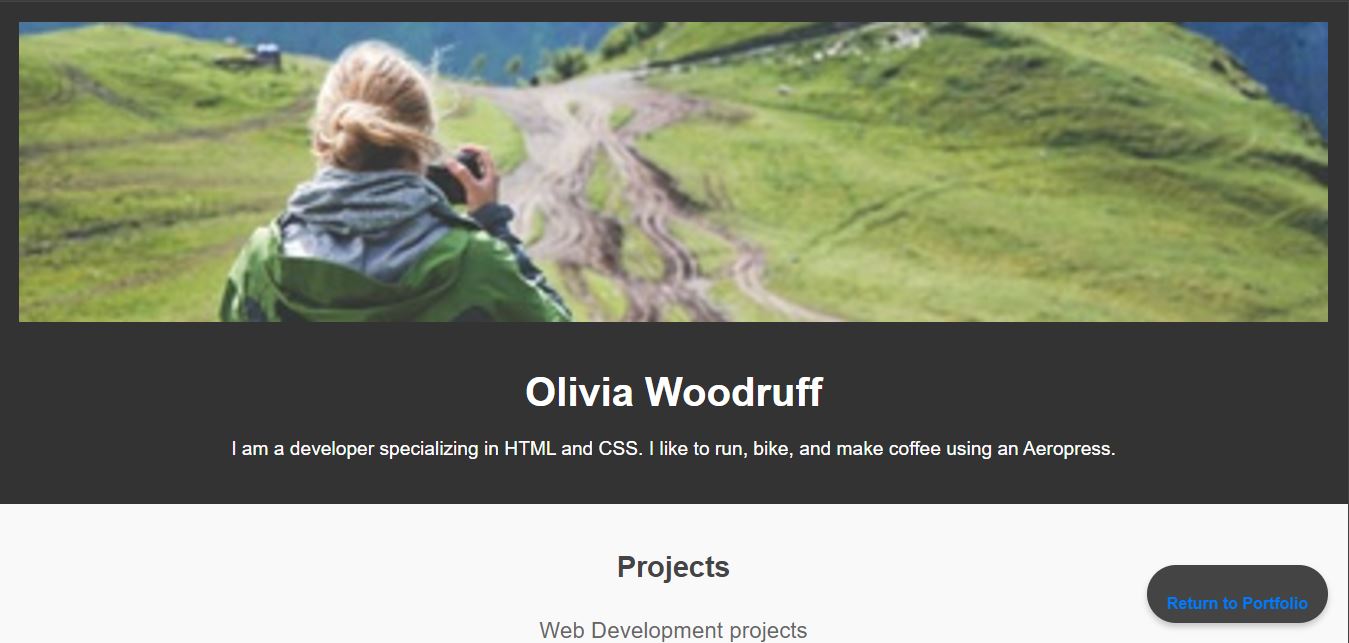 Olivia Woodruff
I am a developer specializing in HTML and CSS. I like to run, bike, and make coffee using an Aeropress.
Projects
Return to Portfolio
Web Development projects